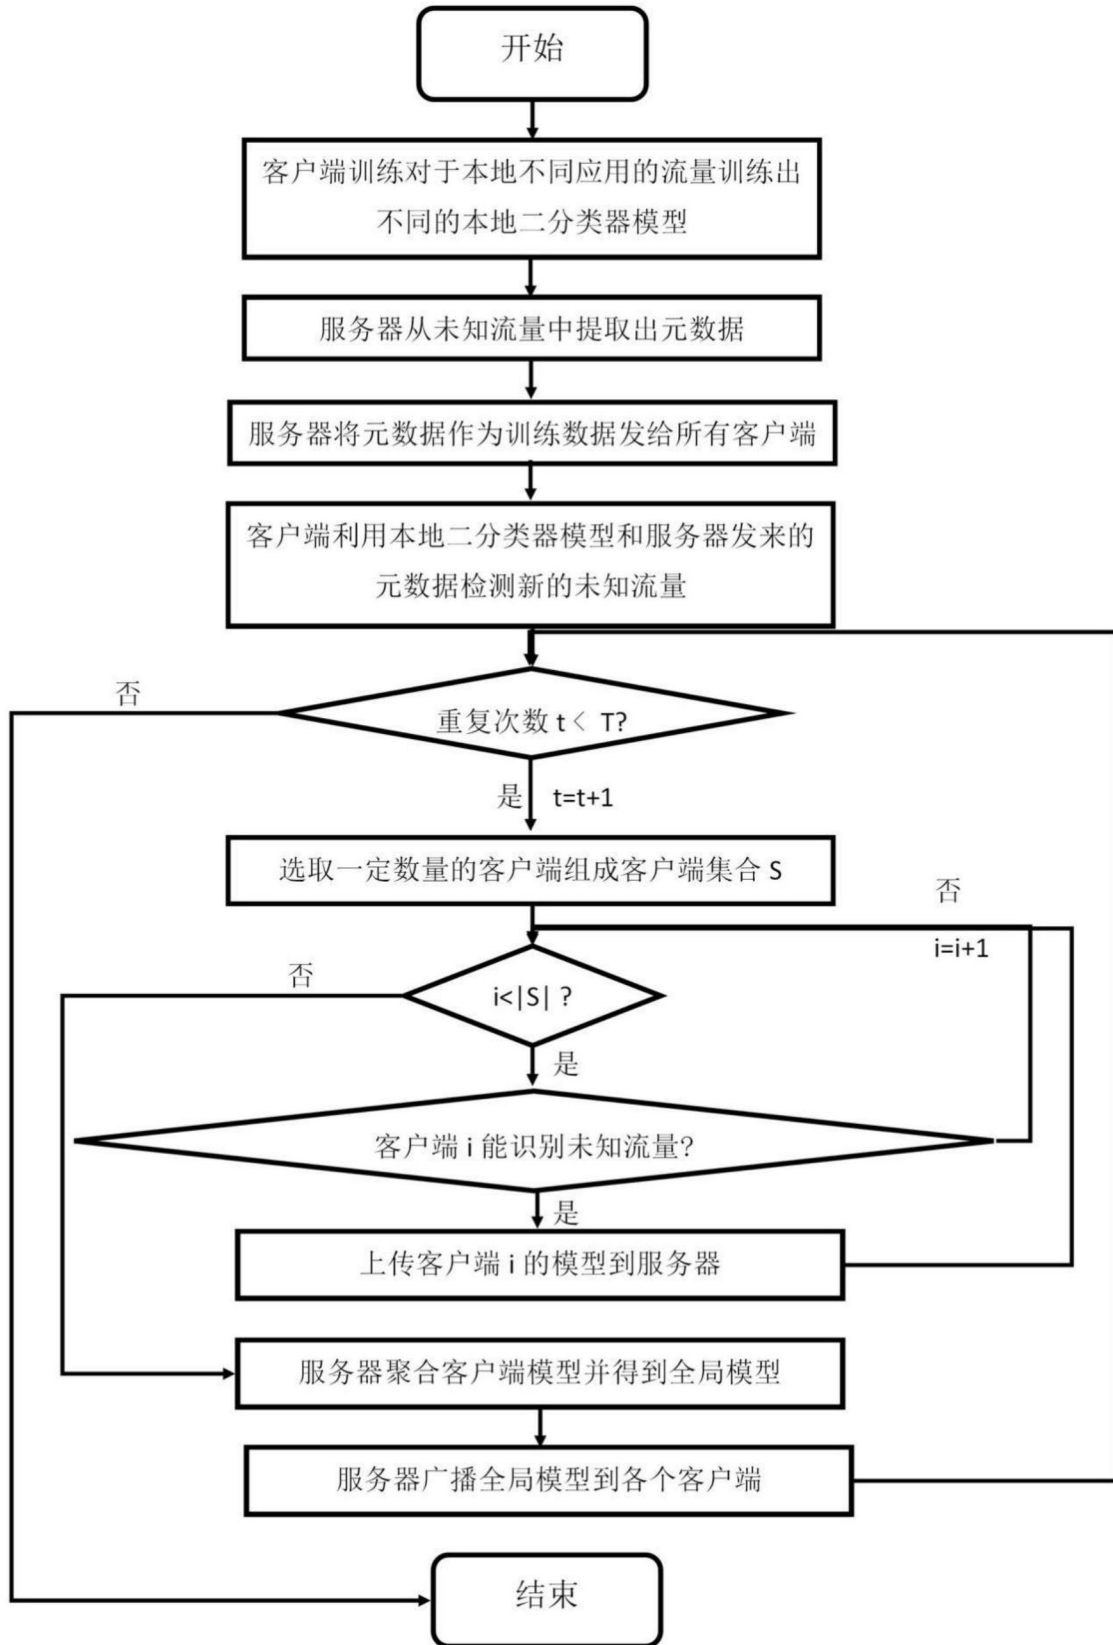 开始
客户端训练对于本地不同应用的流量训练出
不同的本地二分类器模型
服务器从未知流量中提取出元数据
服务器将元数据作为训练数据发给所有客户端
客户端利用本地二分类器模型和服务器发来的
元数据检测新的未知流量
否
重复次数 t < T?
是 t=t+1
选取一定数量的客户端组成客户端集合 S
否
i=i+1
否
i<|S| ?
是
客户端 i 能识别未知流量?
是
上传客户端 i 的模型到服务器
服务器聚合客户端模型并得到全局模型
服务器广播全局模型到各个客户端
结束